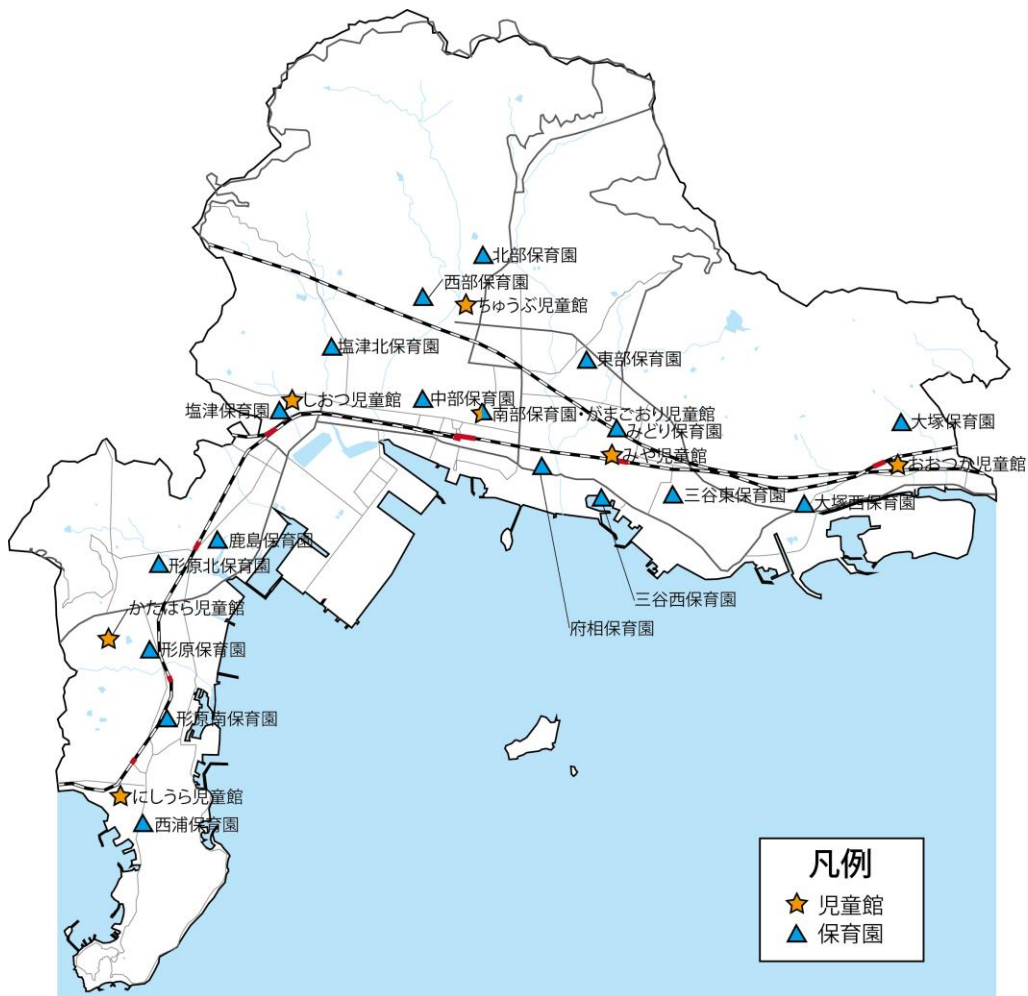 北部保育園
西部保育園
ちゅうぶ児童館
塩津北保育園
東部保育園
しおつ児童館
中部保育園
塩津保育園
南部保育園・がまごおり児童館
みどり保育園
大塚保育園
みや児童館
おおつか児童館
三谷東保育園
大塚西保育園
鹿島保育園
形原北保育園
三谷西保育園
かたはら児童館
府相保育園
形原保育園
形原南保育園
にしうら児童館
西浦保育園
凡例
児童館
保育園